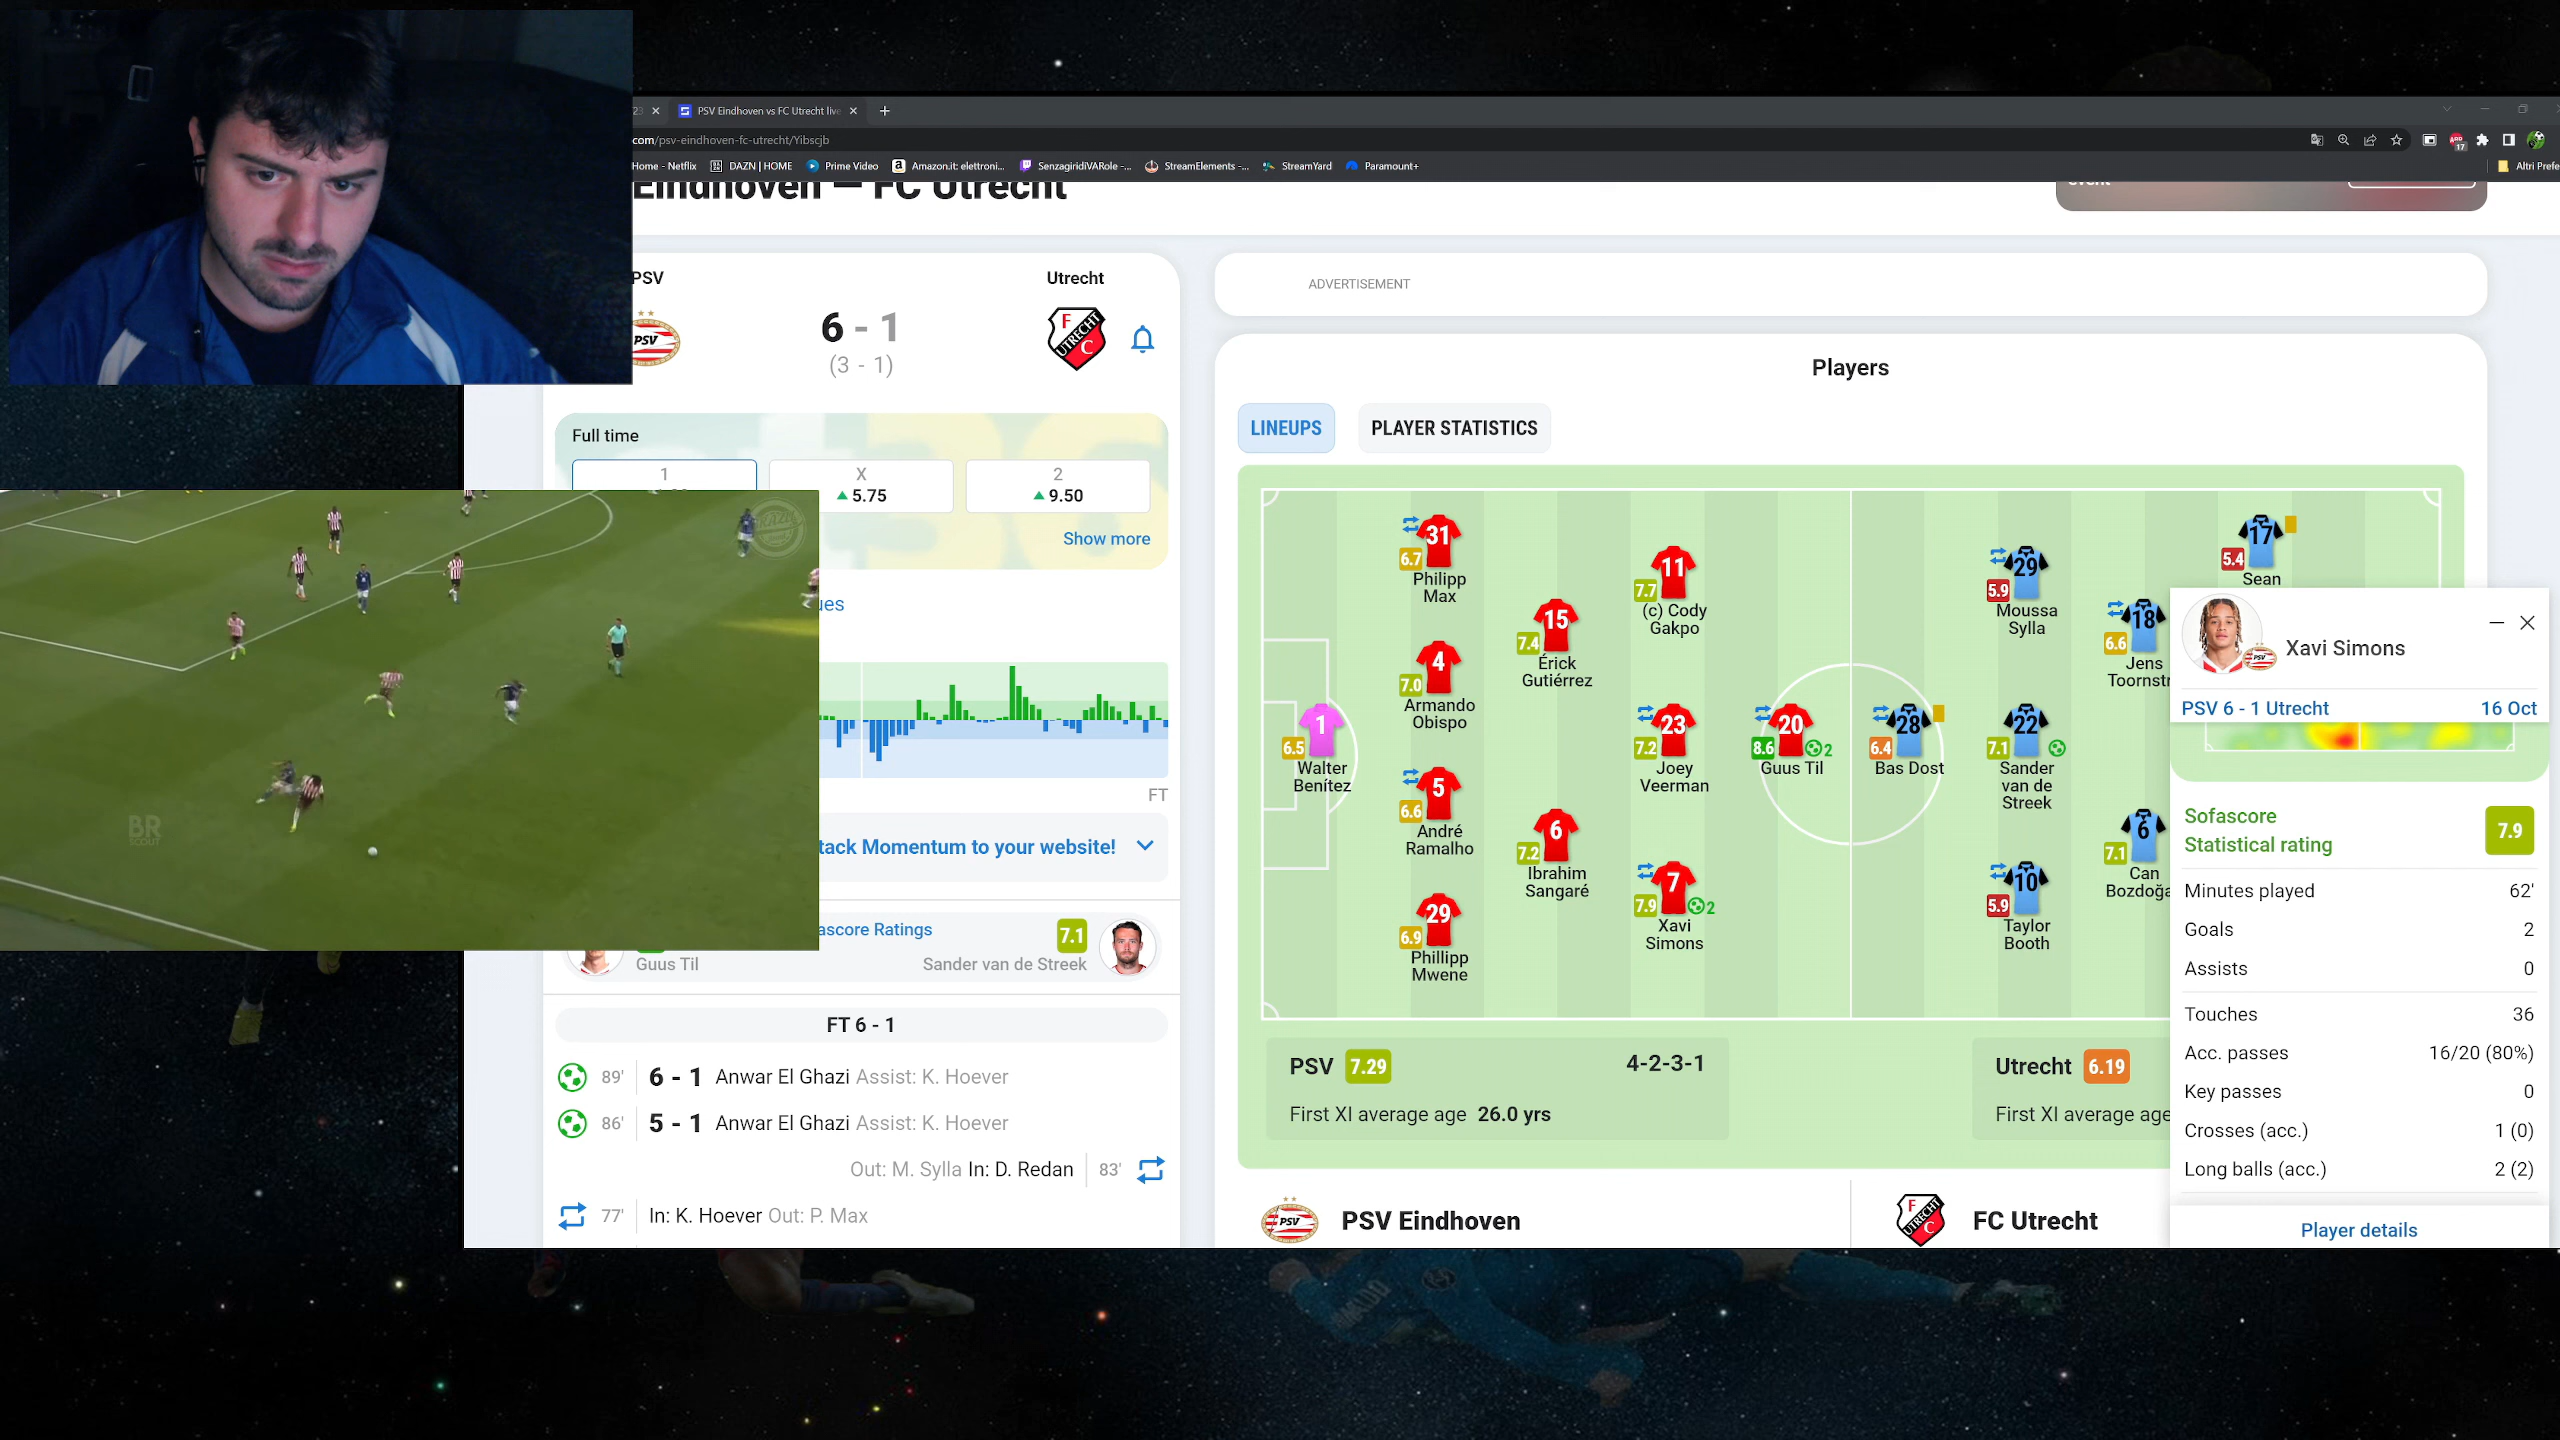 PSV Eindhoven vs FC Utrecht live
com/psv-eindhoven-fc-utrecht/Yibscjb
Home - Netflix
DAZN | HOME
Prime Video
Amazon.it: elettroni...
SenzagiridiVARole -...
StreamElements -...
StreamYard
Paramount+
Altri Prefe
Eindhoven — FC Utrecht
event
PSV
Utrecht
6 - 1
(3 - 1)
PSV
F
UTRECHT
C
Full time
1
X
5.75
2
9.50
Show more
ues
FT
tack Momentum to your website!
ascore Ratings
7.1
Guus Til
Sander van de Streek
FT 6 - 1
89' 6 - 1 Anwar El Ghazi Assist: K. Hoever
86' 5 - 1 Anwar El Ghazi Assist: K. Hoever
Out: M. Sylla In: D. Redan 83'
77' In: K. Hoever Out: P. Max
BR
SCOUT
ADVERTISEMENT
Players
LINEUPS
PLAYER STATISTICS
31
6.7
Philipp
Max
4
7.0
Armando
Obispo
5
6.6
André
Ramalho
29
6.9
Phillipp
Mwene
1
6.5
Walter
Benítez
15
7.4
Érick
Gutiérrez
6
7.2
Ibrahim
Sangaré
11
7.7
(c) Cody
Gakpo
23
7.2
Joey
Veerman
7
7.9
2
Xavi
Simons
20
8.6
2
Guus Til
28
6.4
Bas Dost
29
5.9
Moussa
Sylla
22
7.1
Sander
van de
Streek
10
5.9
Taylor
Booth
18
6.6
Jens
Toornstr
6
7.1
Can
Bozdoğa
17
5.4
Sean
PSV 7.29
4-2-3-1
First XI average age 26.0 yrs
Utrecht 6.19
First XI average age
PSV
PSV Eindhoven
F
UTRECHT
C
FC Utrecht
Xavi Simons
PSV
PSV 6 - 1 Utrecht
16 Oct
Sofascore
Statistical rating
7.9
Minutes played 62'
Goals 2
Assists 0
Touches 36
Acc. passes 16/20 (80%)
Key passes 0
Crosses (acc.) 1 (0)
Long balls (acc.) 2 (2)
Player details